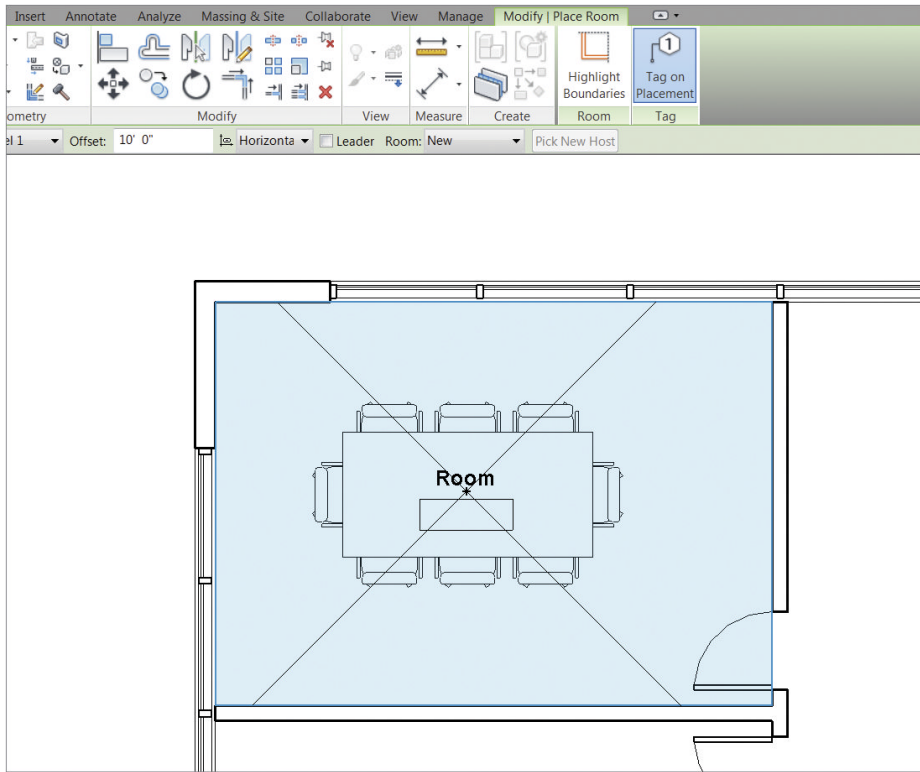 Insert Annotate Analyze Massing & Site Collaborate View Manage Modify | Place Room
Highlight Boundaries
Tag on Placement
ometry Modify View Measure Create Room Tag
el 1 Offset: 10' 0" Horizonta Leader Room: New Pick New Host
1
Room